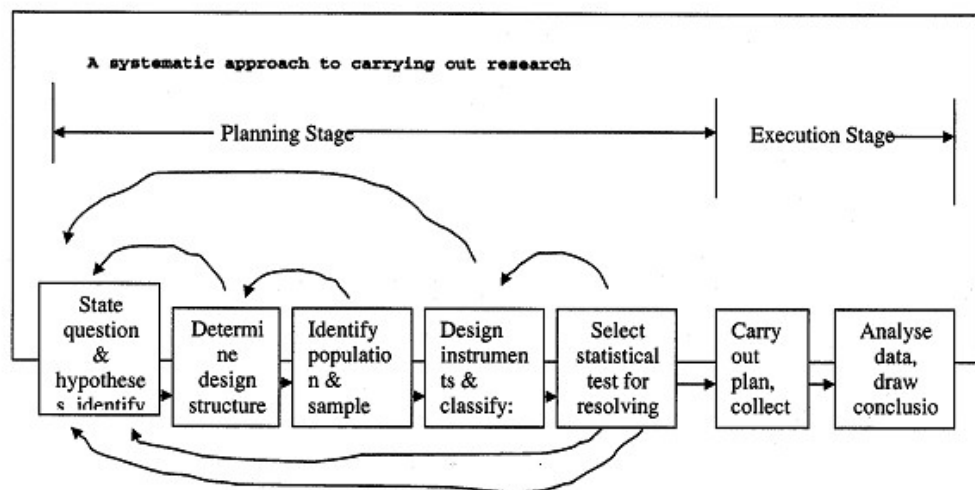 A systematic approach to carrying out research
Planning Stage
Execution Stage
State
question
&
hypothese
s, identify
Determi
ne
design
structure
Identify
populatio
n &
sample
Design
instrumen
ts &
classify:
Select
statistical
test for
resolving
Carry
out
plan,
collect
Analyse
data,
draw
conclusio